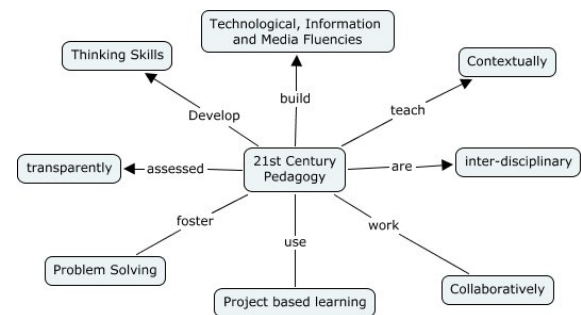 Technological, Information
and Media Fluencies
Thinking Skills
Contextually
build
Develop
teach
21st Century
Pedagogy
transparently
assessed
are
inter-disciplinary
foster
use
work
Problem Solving
Project based learning
Collaboratively